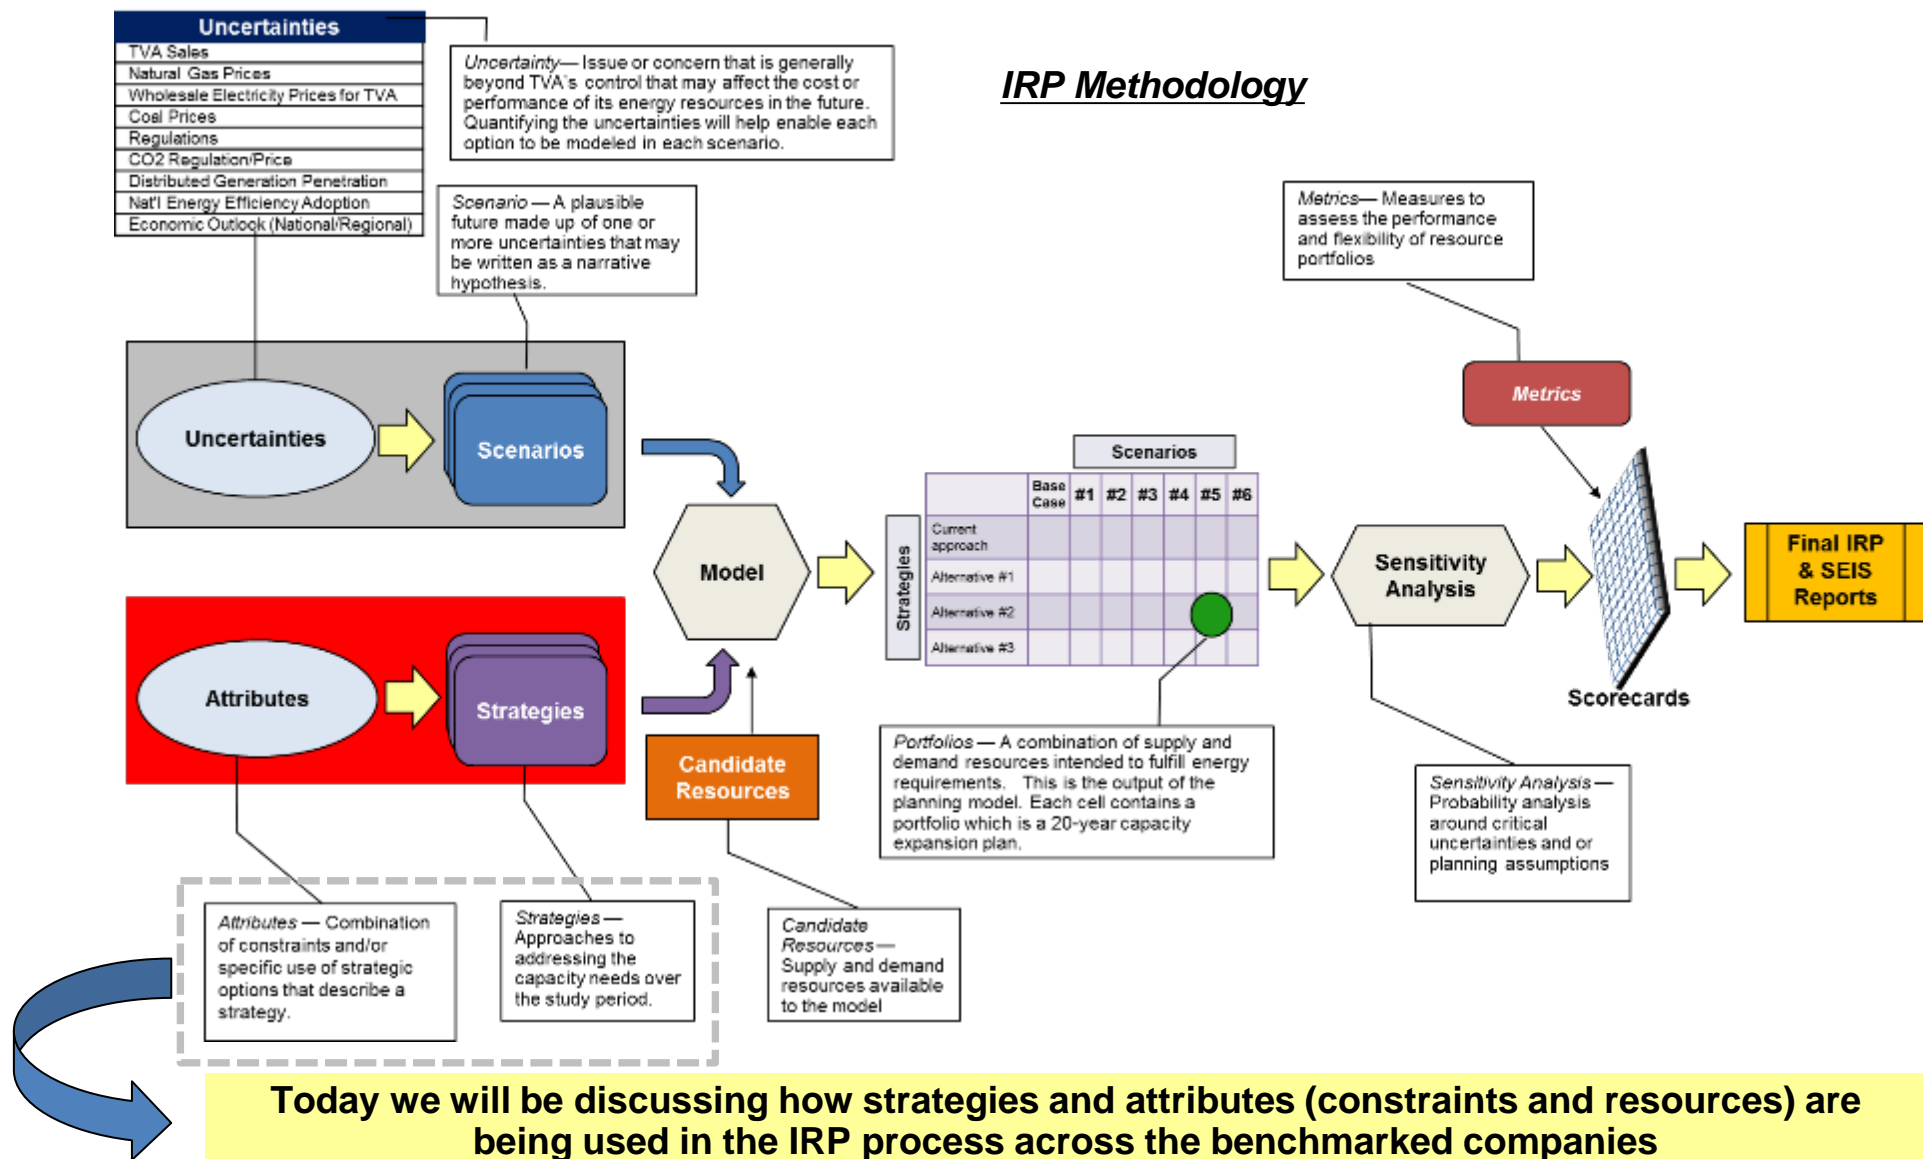 Uncertainties
TVA Sales
Natural Gas Prices
Wholesale Electricity Prices for TVA
Coal Prices
Regulations
CO2 Regulation/Price
Distributed Generation Penetration
Nat'l Energy Efficiency Adoption
Economic Outlook (National/Regional)
Uncertainty— Issue or concern that is generally
beyond TVA's control that may affect the cost or
performance of its energy resources in the future.
Quantifying the uncertainties will help enable each
option to be modeled in each scenario.
IRP Methodology
Scenario — A plausible
future made up of one or
more uncertainties that may
be written as a narrative
hypothesis.
Metrics— Measures to
assess the performance
and flexibility of resource
portfolios
Uncertainties
Scenarios
Metrics
Attributes
Strategies
Model
Candidate
Resources
Scenarios
Strategies
Base
Case
#1 #2 #3 #4 #5 #6
Current
approach
Alternative #1
Alternative #2
Alternative #3
Sensitivity
Analysis
Scorecards
Final IRP
& SEIS
Reports
Portfolios — A combination of supply and
demand resources intended to fulfill energy
requirements. This is the output of the
planning model. Each cell contains a
portfolio which is a 20-year capacity
expansion plan.
Sensitivity Analysis —
Probability analysis
around critical
uncertainties and or
planning assumptions
Attributes — Combination
of constraints and/or
specific use of strategic
options that describe a
strategy.
Strategies —
Approaches to
addressing the
capacity needs over
the study period.
Candidate
Resources —
Supply and demand
resources available
to the model
Today we will be discussing how strategies and attributes (constraints and resources) are
being used in the IRP process across the benchmarked companies